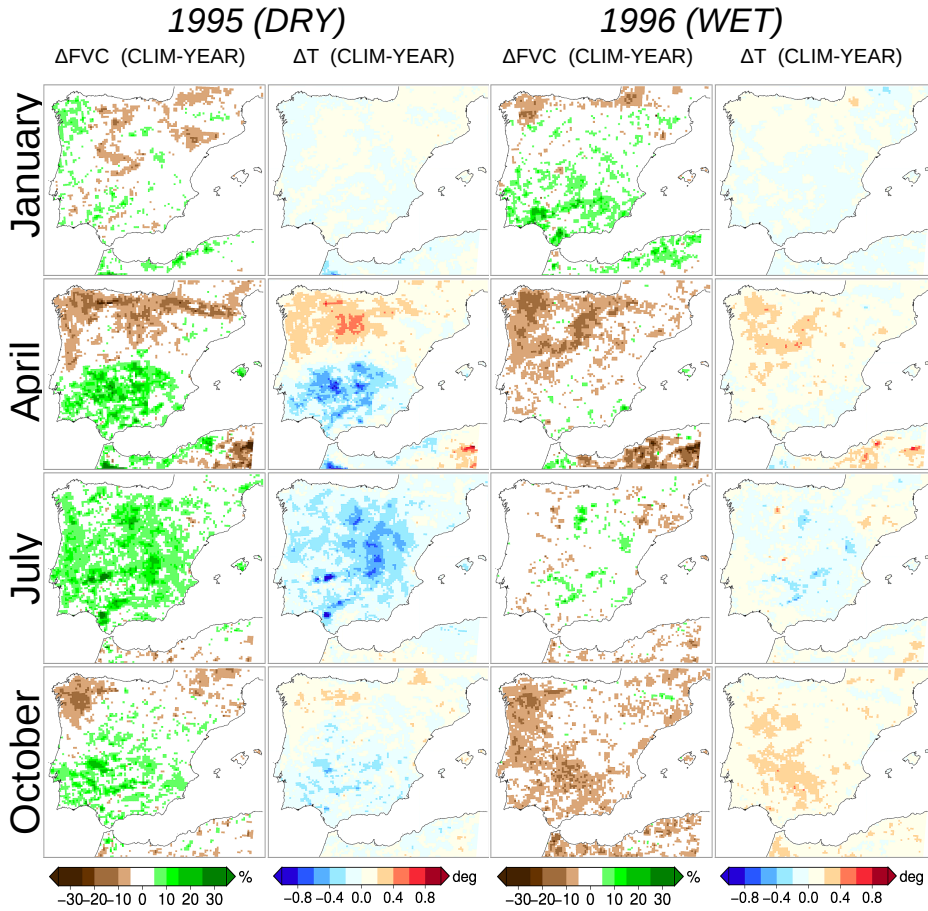 1995 (DRY) 1996 (WET)
ΔFVC (CLIM-YEAR) ΔT (CLIM-YEAR) ΔFVC (CLIM-YEAR) ΔT (CLIM-YEAR)
January
April
July
October
% deg % deg
−30−20−10 0 10 20 30 −0.8 −0.4 0.0 0.4 0.8 −30−20−10 0 10 20 30 −0.8 −0.4 0.0 0.4 0.8